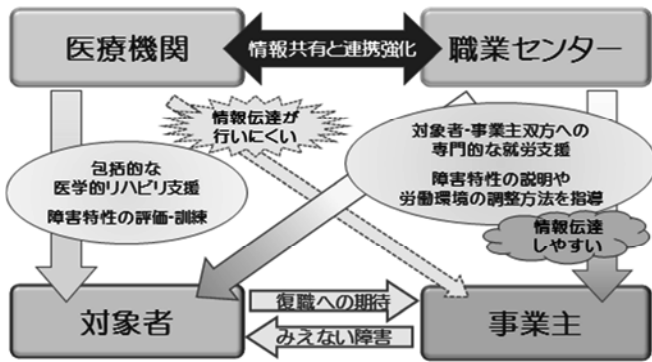 医療機関
情報共有と連携強化
職業センター
情報伝達が
行いにくい
対象者・事業主双方への
専門的な就労支援
障害特性の説明や
労働環境の調整方法を指導
包括的な
医学的リハビリ支援
障害特性の評価・訓練
情報伝達
しやすい
対象者
復職への期待
みえない障害
事業主